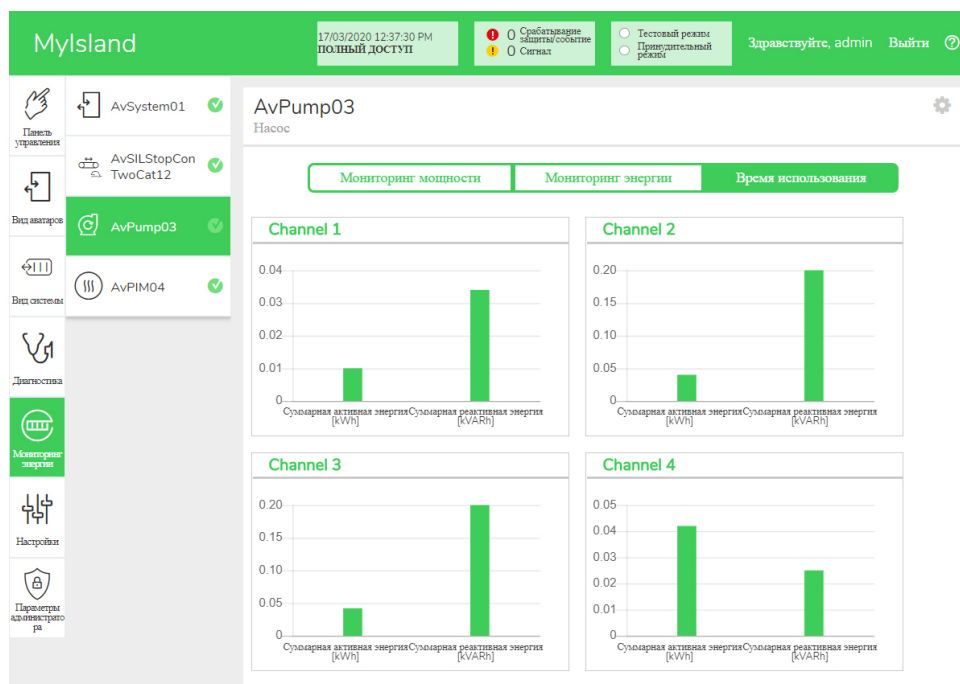 MyIsland
17/03/2020 12:37:30 PM
ПОЛНЫЙ ДОСТУП
0 Срабатывание
защиты/событие
0 Сигнал
Тестовый режим
Принудительный
режим
Здравствуйте, admin
Выйти
Панель
управления
Вид аватаров
Вид системы
Диагностика
Мониторинг
энергии
Настройки
Параметры
администрато
ра
AvSystem01
AvSILStopCon
TwoCat12
AvPump03
AvPIM04
AvPump03
Насос
Мониторинг мощности
Мониторинг энергии
Время использования
Channel 1
0.04
0.03
0.02
0.01
0
Суммарная активная энергия
[kWh]
Суммарная реактивная энергия
[kVARh]
Channel 2
0.20
0.15
0.10
0.05
0
Суммарная активная энергия
[kWh]
Суммарная реактивная энергия
[kVARh]
Channel 3
0.20
0.15
0.10
0.05
0
Суммарная активная энергия
[kWh]
Суммарная реактивная энергия
[kVARh]
Channel 4
0.05
0.04
0.03
0.02
0.01
0
Суммарная активная энергия
[kWh]
Суммарная реактивная энергия
[kVARh]